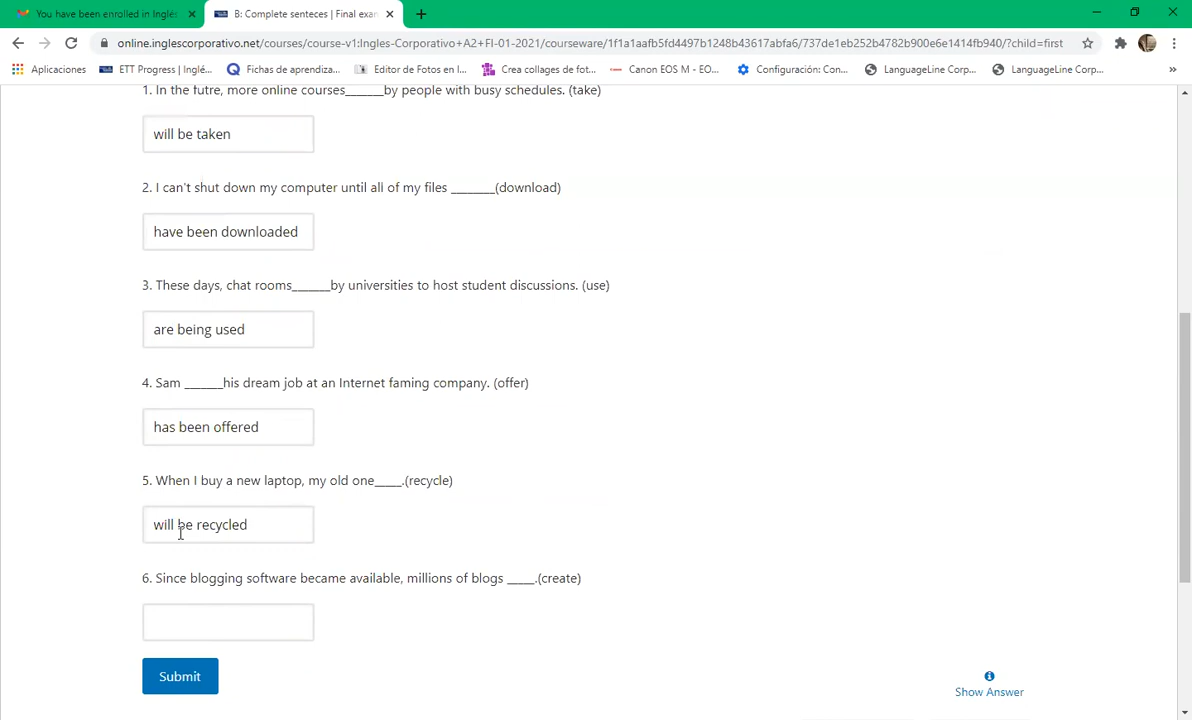 You have been enrolled in Inglés
B: Complete senteces | Final exam
online.inglescorporativo.net/courses/course-v1:Ingles-Corporativo+A2+FI-01-2021/courseware/1f1a1aafb5fd4497b1248b43617abfa6/737de1eb252b4782b900e6e1414fb940/?child=first
Aplicaciones
ETT Progress | Inglé...
Fichas de aprendiza...
Editor de Fotos en l...
Crea collages de fot...
Canon EOS M - EO...
Configuración: Con...
LanguageLine Corp...
LanguageLine Corp...
»
1. In the futre, more online courses_______by people with busy schedules. (take)
will be taken
2. I can't shut down my computer until all of my files ________(download)
have been downloaded
3. These days, chat rooms_______by universities to host student discussions. (use)
are being used
4. Sam _______his dream job at an Internet faming company. (offer)
has been offered
5. When I buy a new laptop, my old one_____.(recycle)
will be recycled
6. Since blogging software became available, millions of blogs _____.(create)
Submit
Show Answer